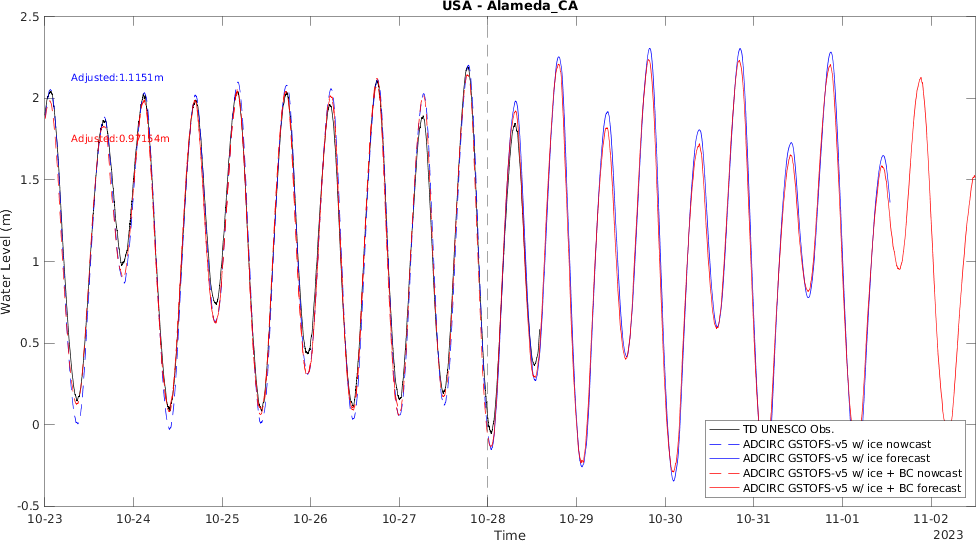 USA - Alameda_CA
2.5
2
1.5
1
0.5
0
-0.5
Water Level (m)
Adjusted:1.1151m
Adjusted:0.97154m
TD UNESCO Obs.
ADCIRC GSTOFS-v5 w/ ice nowcast
ADCIRC GSTOFS-v5 w/ ice forecast
ADCIRC GSTOFS-v5 w/ ice + BC nowcast
ADCIRC GSTOFS-v5 w/ ice + BC forecast
10-23 10-24 10-25 10-26 10-27 10-28 10-29 10-30 10-31 11-01 11-02
Time
2023